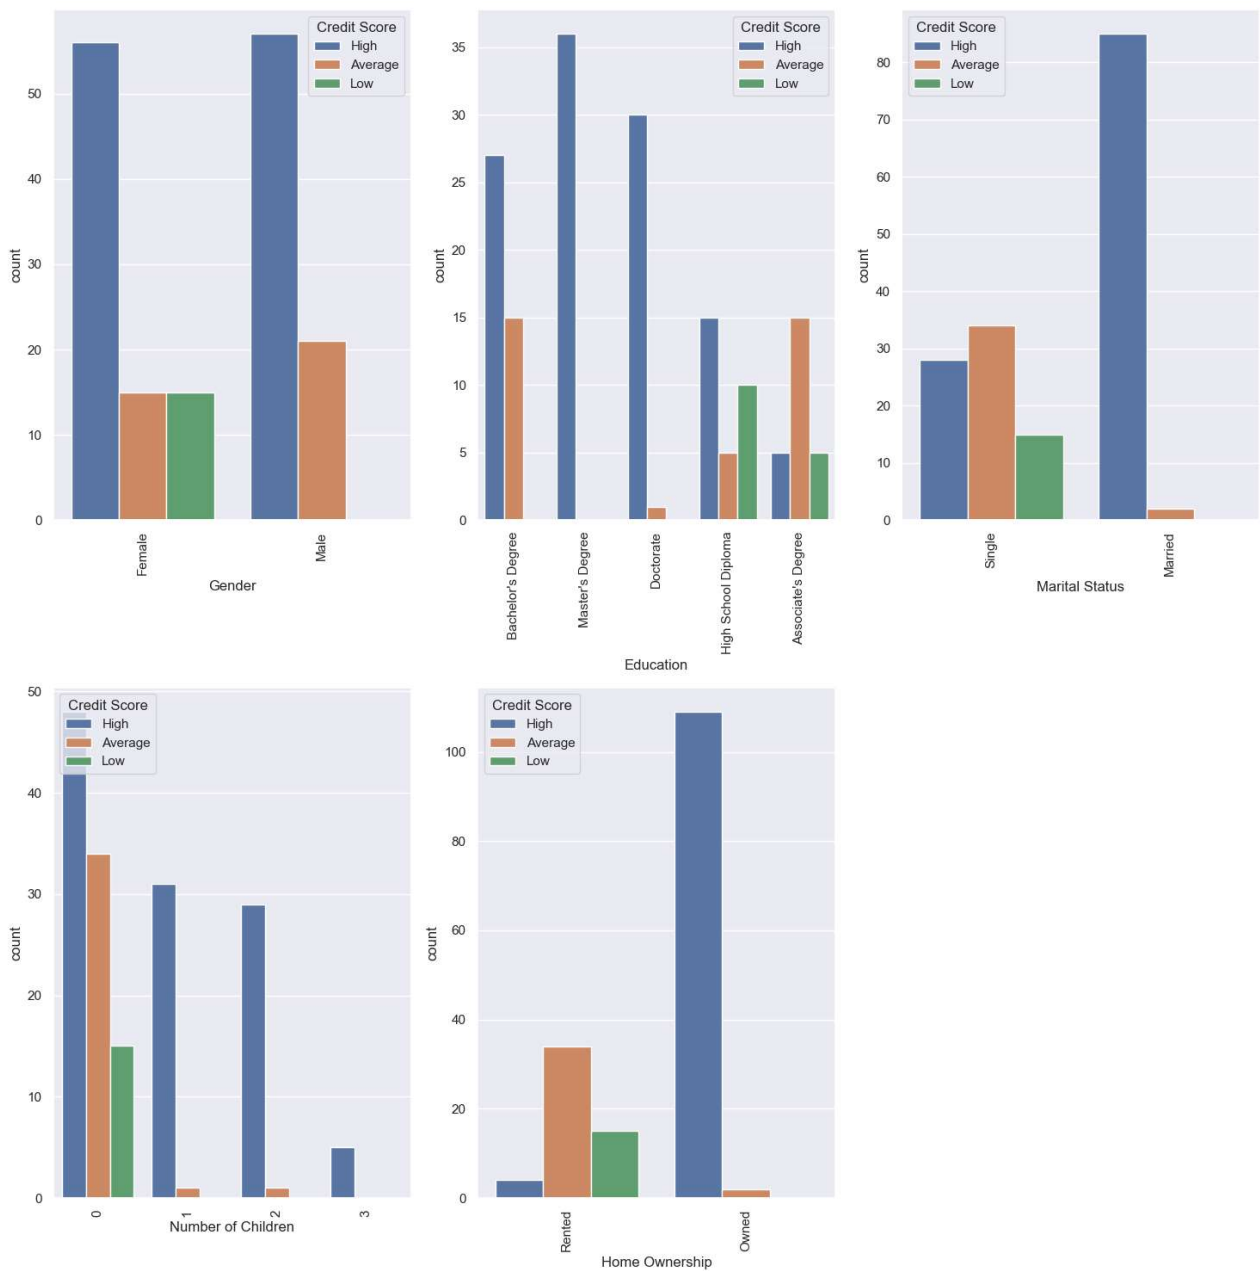 Credit Score
High
Average
Low
50
40
30
20
10
0
count
Female
Male
Gender
Credit Score
High
Average
Low
35
30
25
20
15
10
5
0
count
Bachelor's Degree
Master's Degree
Doctorate
High School Diploma
Associate's Degree
Education
Credit Score
High
Average
Low
80
70
60
50
40
30
20
10
0
count
Single
Married
Marital Status
Credit Score
High
Average
Low
50
40
30
20
10
0
count
0
1
2
3
Number of Children
Credit Score
High
Average
Low
100
80
60
40
20
0
count
Rented
Owned
Home Ownership